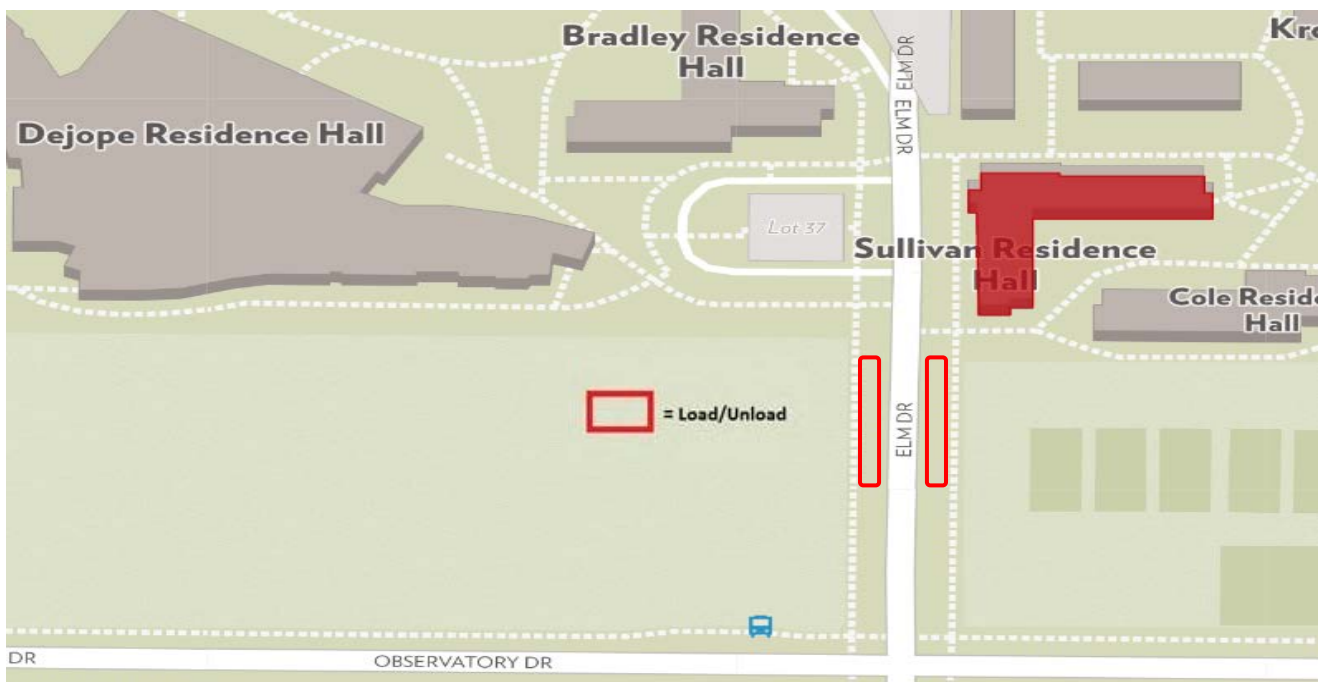 Bradley Residence
Hall
ELM DR
Kro
Dejope Residence Hall
ELM DR
Lot 37
Sullivan Residence
Hall
Cole Reside
Hall
= Load/Unload
ELM DR
DR
OBSERVATORY DR